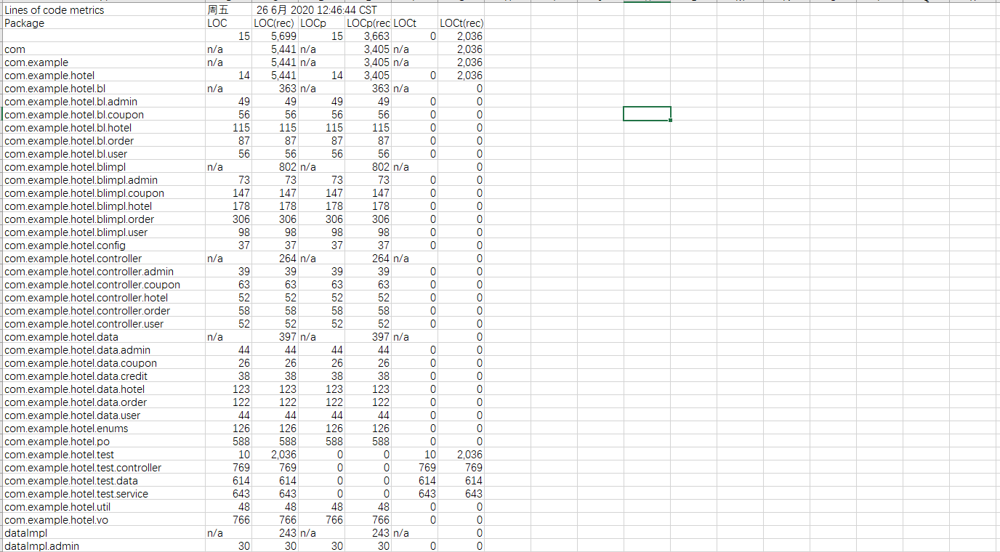 Lines of code metrics 周五 26 6月 2020 12:46:44 CST
Package LOC LOC(rec) LOCp LOCp(rec LOCt LOCt(rec)
15 5,699 15 3,663 0 2,036
com n/a 5,441 n/a 3,405 n/a 2,036
com.example n/a 5,441 n/a 3,405 n/a 2,036
com.example.hotel 14 5,441 14 3,405 0 2,036
com.example.hotel.bl n/a 363 n/a 363 n/a 0
com.example.hotel.bl.admin 49 49 49 49 0 0
com.example.hotel.bl.coupon 56 56 56 56 0 0
com.example.hotel.bl.hotel 115 115 115 115 0 0
com.example.hotel.bl.order 87 87 87 87 0 0
com.example.hotel.bl.user 56 56 56 56 0 0
com.example.hotel.blimpl n/a 802 n/a 802 n/a 0
com.example.hotel.blimpl.admin 73 73 73 73 0 0
com.example.hotel.blimpl.coupon 147 147 147 147 0 0
com.example.hotel.blimpl.hotel 178 178 178 178 0 0
com.example.hotel.blimpl.order 306 306 306 306 0 0
com.example.hotel.blimpl.user 98 98 98 98 0 0
com.example.hotel.config 37 37 37 37 0 0
com.example.hotel.controller n/a 264 n/a 264 n/a 0
com.example.hotel.controller.admin 39 39 39 39 0 0
com.example.hotel.controller.coupon 63 63 63 63 0 0
com.example.hotel.controller.hotel 52 52 52 52 0 0
com.example.hotel.controller.order 58 58 58 58 0 0
com.example.hotel.controller.user 52 52 52 52 0 0
com.example.hotel.data n/a 397 n/a 397 n/a 0
com.example.hotel.data.admin 44 44 44 44 0 0
com.example.hotel.data.coupon 26 26 26 26 0 0
com.example.hotel.data.credit 38 38 38 38 0 0
com.example.hotel.data.hotel 123 123 123 123 0 0
com.example.hotel.data.order 122 122 122 122 0 0
com.example.hotel.data.user 44 44 44 44 0 0
com.example.hotel.enums 126 126 126 126 0 0
com.example.hotel.po 588 588 588 588 0 0
com.example.hotel.test 10 2,036 0 0 10 2,036
com.example.hotel.test.controller 769 769 0 0 769 769
com.example.hotel.test.data 614 614 0 0 614 614
com.example.hotel.test.service 643 643 0 0 643 643
com.example.hotel.util 48 48 48 48 0 0
com.example.hotel.vo 766 766 766 766 0 0
dataImpl n/a 243 n/a 243 n/a 0
dataImpl.admin 30 30 30 30 0 0